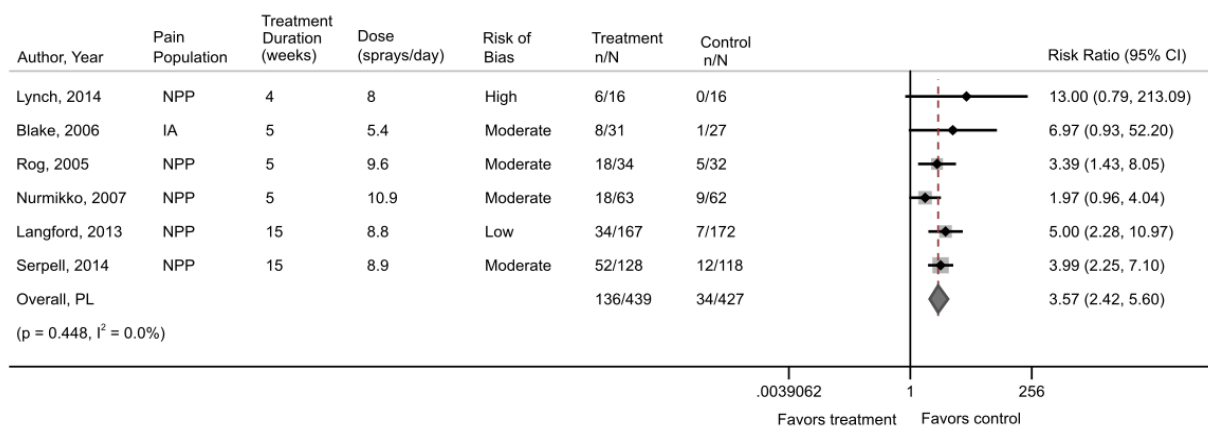 Author, Year Pain Population Treatment Duration (weeks) Dose (sprays/day) Risk of Bias Treatment n/N Control n/N Risk Ratio (95% CI)
Lynch, 2014 NPP 4 8 High 6/16 0/16 13.00 (0.79, 213.09)
Blake, 2006 IA 5 5.4 Moderate 8/31 1/27 6.97 (0.93, 52.20)
Rog, 2005 NPP 5 9.6 Moderate 18/34 5/32 3.39 (1.43, 8.05)
Nurmikko, 2007 NPP 5 10.9 Moderate 18/63 9/62 1.97 (0.96, 4.04)
Langford, 2013 NPP 15 8.8 Low 34/167 7/172 5.00 (2.28, 10.97)
Serpell, 2014 NPP 15 8.9 Moderate 52/128 12/118 3.99 (2.25, 7.10)
Overall, PL 136/439 34/427 3.57 (2.42, 5.60)
(p = 0.448, I² = 0.0%)
.0039062 1 256
Favors treatment Favors control